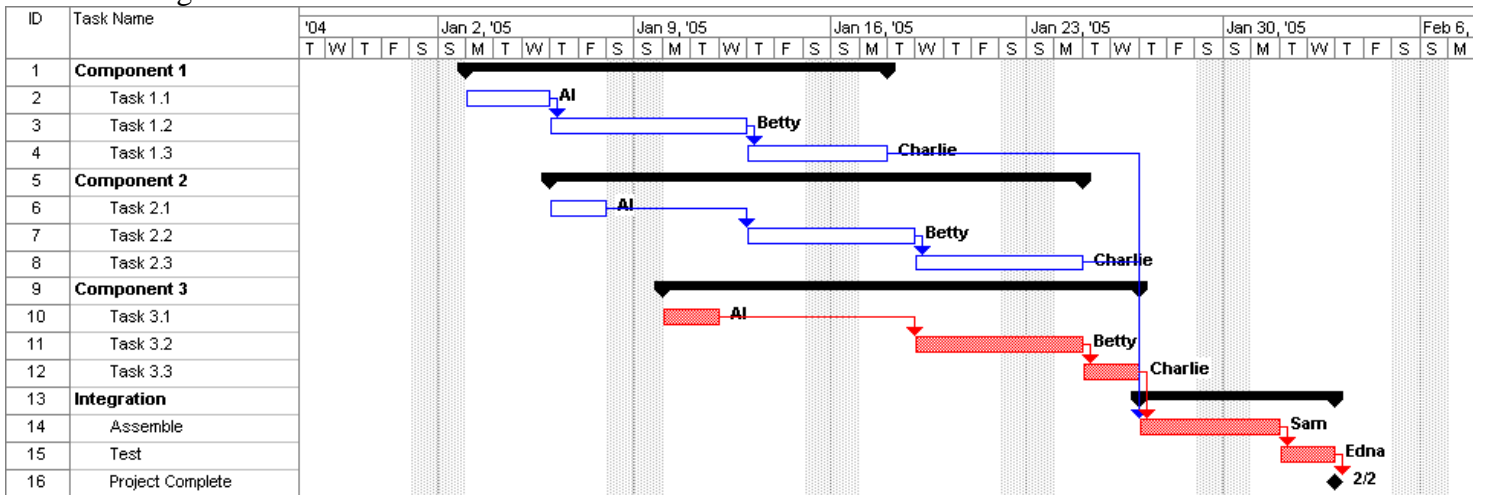 ID Task Name '04 Jan 2, '05 Jan 9, '05 Jan 16, '05 Jan 23, '05 Jan 30, '05 Feb 6,
T W T F S S M T W T F S S M T W T F S S M T W T F S S M T W T F S S M T W T F S S M
1 Component 1
2 Task 1.1 Al
3 Task 1.2 Betty
4 Task 1.3 Charlie
5 Component 2
6 Task 2.1 Al
7 Task 2.2 Betty
8 Task 2.3 Charlie
9 Component 3
10 Task 3.1 Al
11 Task 3.2 Betty
12 Task 3.3 Charlie
13 Integration
14 Assemble Sam
15 Test Edna
16 Project Complete 2/2